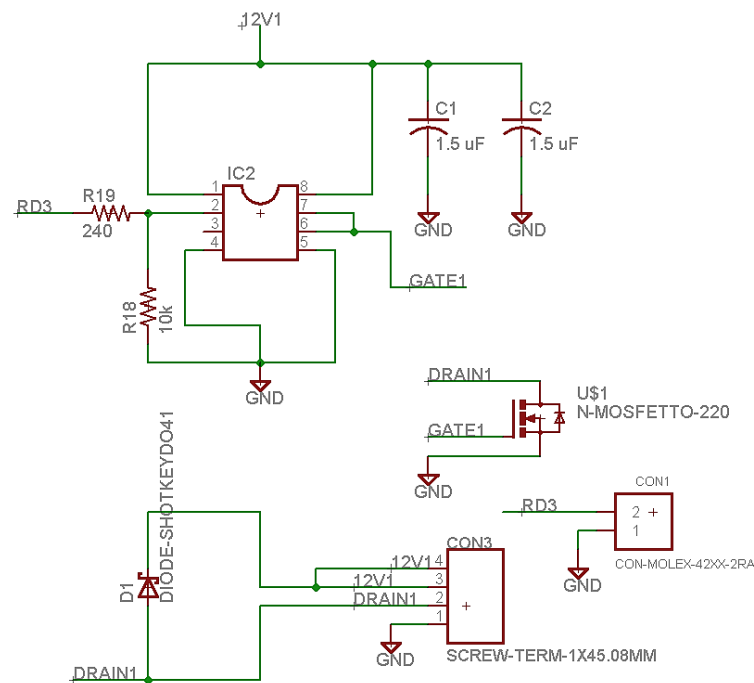 12V1
C1
C2
1.5 uF
1.5 uF
IC2
1
8
R19
RD3
2
7
240
3
6
4
5
GND
GND
GATE1
R18
10k
GND
DRAIN1
U$1
N-MOSFETTO-220
GATE1
GND
CON1
RD3
2
1
CON3
GND
CON-MOLEX-42XX-2RA
12V1
4
12V1
3
D1
DIODE-SHOTKEYDO41
DRAIN1
2
1
GND
SCREW-TERM-1X45.08MM
DRAIN1